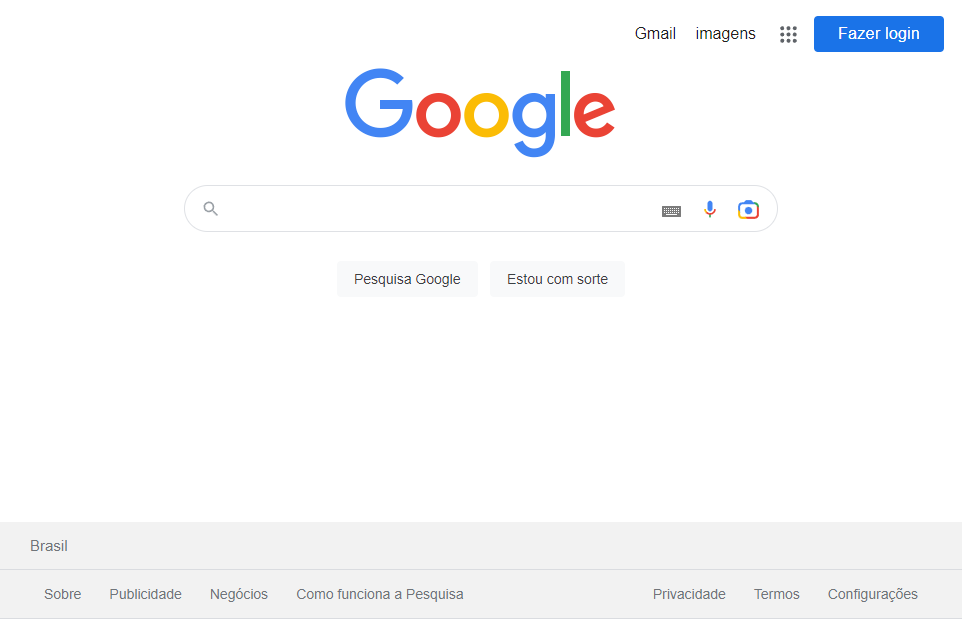 Gmail imagens Fazer login
Google
Pesquisa Google Estou com sorte
Brasil
Sobre Publicidade Negócios Como funciona a Pesquisa Privacidade Termos Configurações